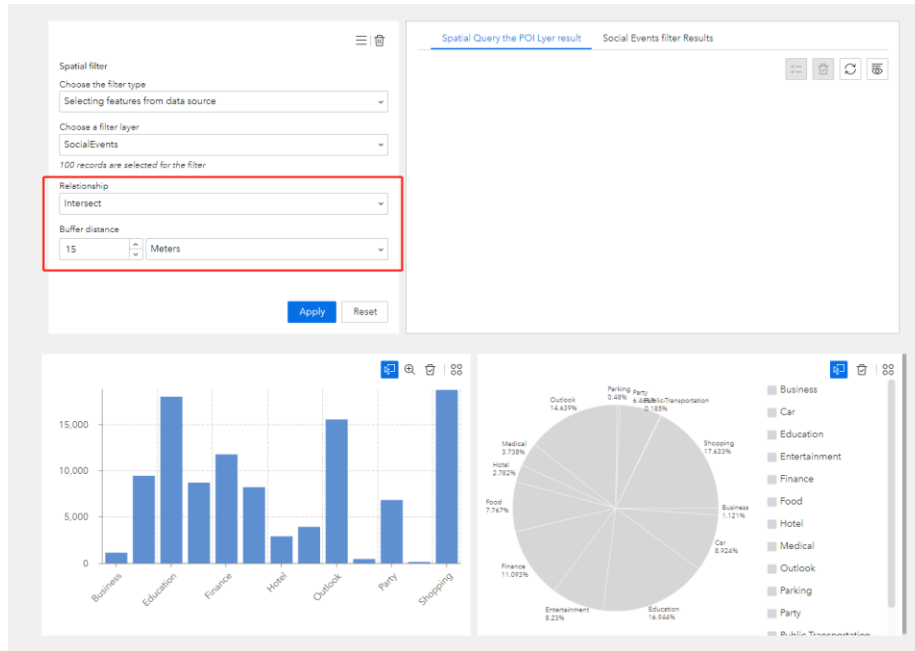 Spatial filter
Choose the filter type
Selecting features from data source
Choose a filter layer
SocialEvents
100 records are selected for the filter
Relationship
Intersect
Buffer distance
15 Meters
Apply Reset
Spatial Query the POI Lyer result Social Events filter Results
15,000
10,000
5,000
0
Business
Education
Finance
Hotel
Outlook
Party
Shopping
Parking
0.48%
Party
6.46
Public-Transportation
0.185%
Outlook
14.639%
Medical
3.738%
Hotel
2.782%
Food
7.767%
Finance
11.093%
Entertainment
8.23%
Education
16.944%
Car
8.924%
Business
1.121%
Shopping
17.633%
Business
Car
Education
Entertainment
Finance
Food
Hotel
Medical
Outlook
Parking
Party
Public Transportation